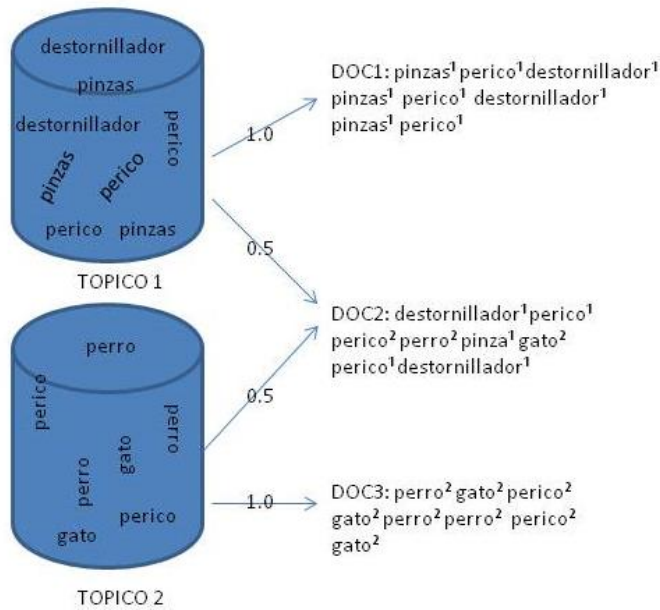 destornillador
pinzas
destornillador
perico
pinzas
perico
perico pinzas
TOPICO 1
perro
perico
perro
gato
perro
perico
gato
TOPICO 2
1.0
0.5
0.5
1.0
DOC1: pinzas¹ perico¹ destornillador¹
pinzas¹ perico¹ destornillador¹
pinzas¹ perico¹
DOC2: destornillador¹ perico¹
perico² perro² pinza¹ gato²
perico¹ destornillador¹
DOC3: perro² gato² perico²
gato² perro² perro² perico²
gato²